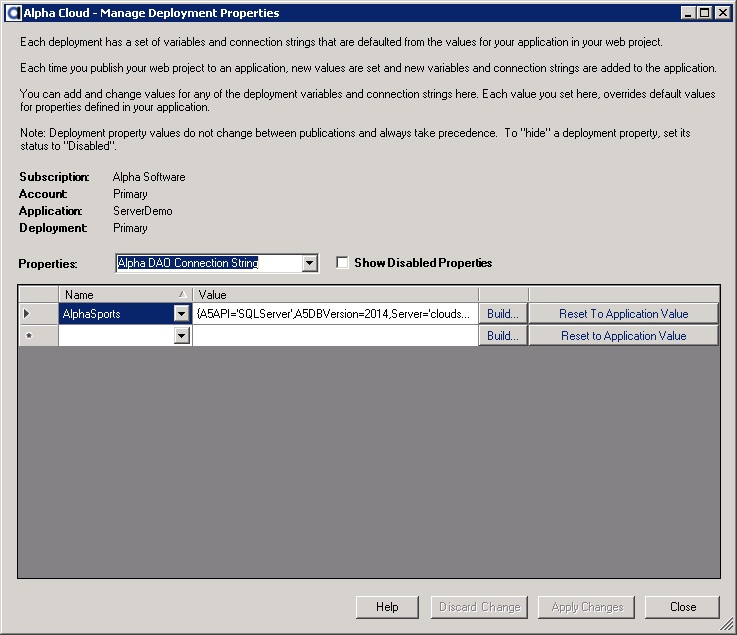 Alpha Cloud - Manage Deployment Properties
Each deployment has a set of variables and connection strings that are defaulted from the values for your application in your web project.
Each time you publish your web project to an application, new values are set and new variables and connection strings are added to the application.
You can add and change values for any of the deployment variables and connection strings here. Each value you set here, overrides default values
for properties defined in your application.
Note: Deployment property values do not change between publications and always take precedence. To "hide" a deployment property, set its
status to "Disabled".
Subscription: Alpha Software
Account: Primary
Application: ServerDemo
Deployment: Primary
Properties: Alpha DAO Connection String Show Disabled Properties
Name Value
AlphaSports {A5API='SQLServer',A5DBVersion=2014,Server='clouds... Build... Reset To Application Value
* Build... Reset to Application Value
Help Discard Change Apply Changes Close